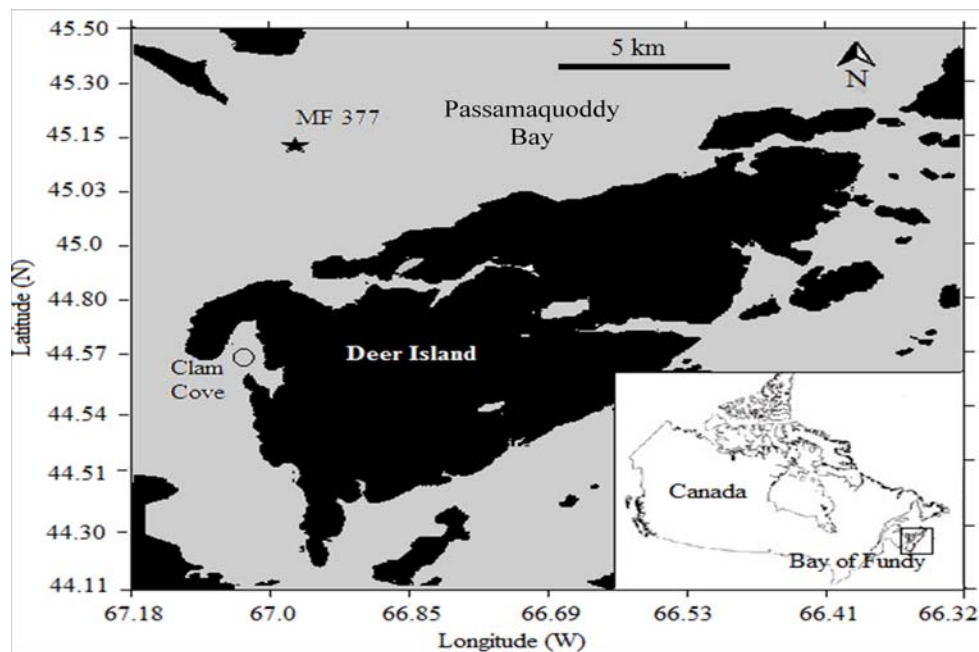 45.50
45.30
45.15
45.03
45.0
44.80
44.57
44.54
44.51
44.30
44.11
Latitude (N)
5 km
N
MF 377
Passamaquoddy
Bay
Deer Island
Clam
Cove
Canada
Bay of Fundy
67.18 67.0 66.85 66.69 66.53 66.41 66.32
Longitude (W)